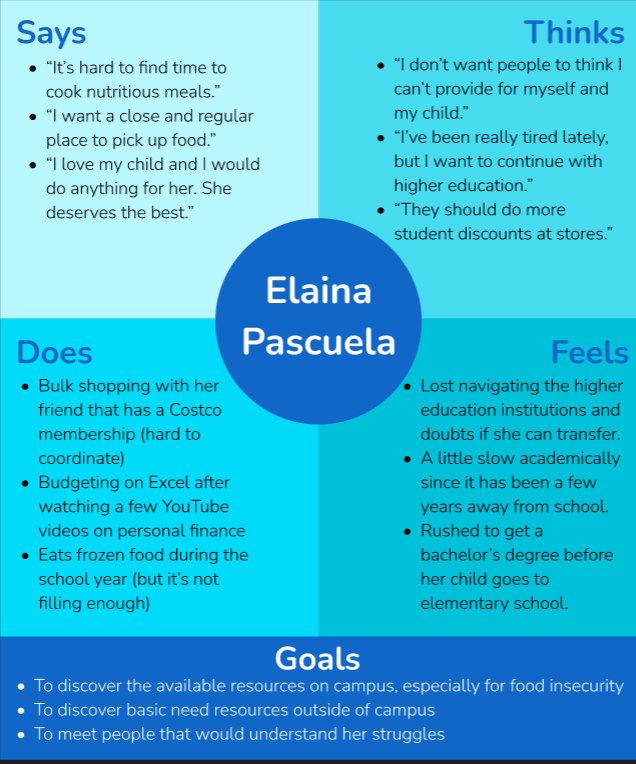 Says
• “It’s hard to find time to
cook nutritious meals.”
• “I want a close and regular
place to pick up food.”
• “I love my child and I would
do anything for her. She
deserves the best.”
Thinks
• “I don’t want people to think I
can’t provide for myself and
my child.”
• “I’ve been really tired lately,
but I want to continue with
higher education.”
• “They should do more
student discounts at stores.”
Elaina
Pascuela
Does
• Bulk shopping with her
friend that has a Costco
membership (hard to
coordinate)
• Budgeting on Excel after
watching a few YouTube
videos on personal finance
• Eats frozen food during the
school year (but it’s not
filling enough)
Feels
• Lost navigating the higher
education institutions and
doubts if she can transfer.
• A little slow academically
since it has been a few
years away from school.
• Rushed to get a
bachelor’s degree before
her child goes to
elementary school.
Goals
• To discover the available resources on campus, especially for food insecurity
• To discover basic need resources outside of campus
• To meet people that would understand her struggles